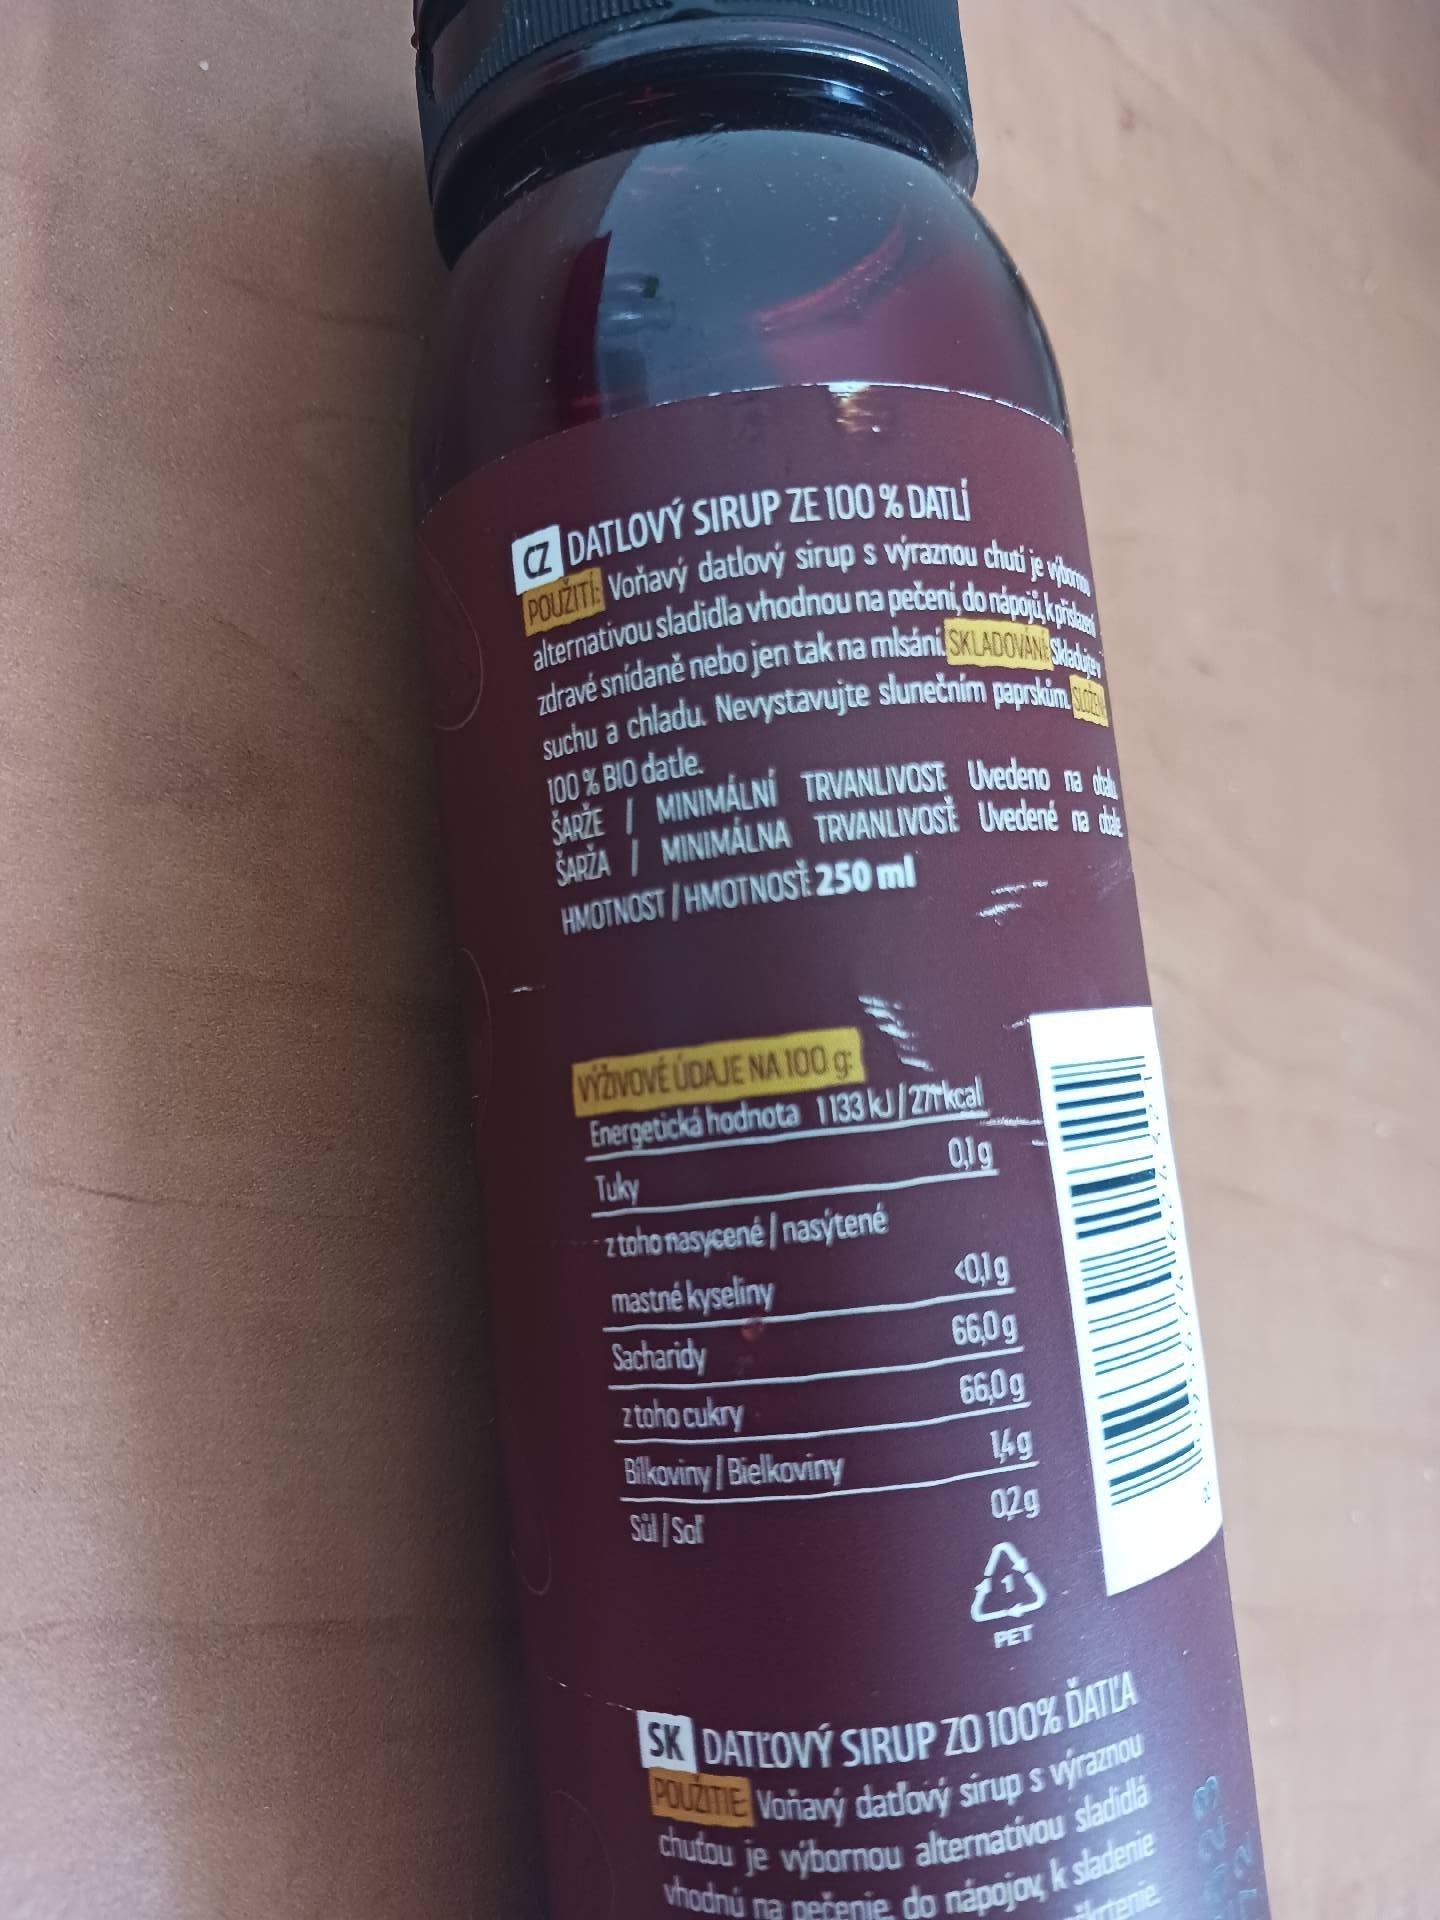 CZ DATLOVÝ SIRUP ZE 100 % DATLÍ
POUŽITÍ: Voňavý datlový sirup s výraznou chutí je výbornou
alternativou sladidla vhodnou na pečení, do nápojů, k přislazení
zdravé snídaně nebo jen tak na mlsání. SKLADOVÁNÍ: Skladujte v
suchu a chladu. Nevystavujte slunečním paprskům. SLOŽENÍ:
100 % BIO datle.
ŠARŽE / MINIMÁLNÍ TRVANLIVOST: Uvedeno na obalu.
ŠARŽA / MINIMÁLNA TRVANLIVOSŤ: Uvedené na obale.
HMOTNOST / HMOTNOSŤ: 250 ml
VÝŽIVOVÉ ÚDAJE NA 100 g:
Energetická hodnota 1133 kJ / 271 kcal
Tuky 0,1 g
z toho nasycené / nasýtené
mastné kyseliny <0,1 g
Sacharidy 66,0 g
z toho cukry 66,0 g
Bílkoviny / Bielkoviny 1,4 g
Sůl / Soľ 0,2 g
1
PET
SK DATĽOVÝ SIRUP ZO 100% ĎATĽA
POUŽITIE: Voňavý datľový sirup s výraznou
chuťou je výbornou alternatívou sladidlá
vhodnú na pečenie, do nápojov, k sladenie